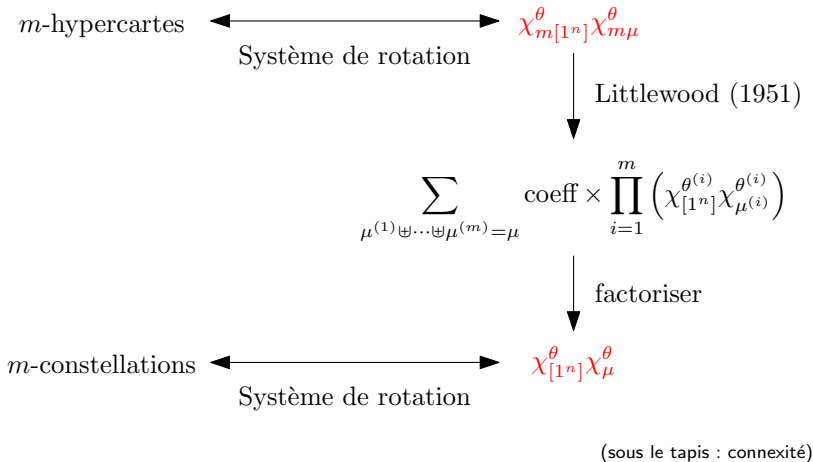 m-hypercartes
Système de rotation
χ^θ_{m[1^n]} χ^θ_{mμ}
Littlewood (1951)
∑_{μ^{(1)}⊎⋯⊎μ^{(m)}=μ} coeff × ∏_{i=1}^{m} (χ^{θ^{(i)}}_{[1^n]} χ^{θ^{(i)}}_{μ^{(i)}})
factoriser
m-constellations
Système de rotation
χ^θ_{[1^n]} χ^θ_μ
(sous le tapis : connexité)